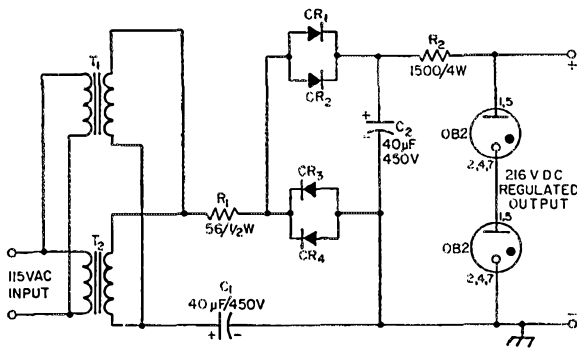 CR₁
CR₂
T₁
R₂
1500/4W
+
1,5
OB2
2,4,7
+
C₂
40μF
450V
216 V DC
REGULATED
OUTPUT
CR₃
CR₄
R₁
56/½W
1,5
OB2
2,4,7
T₂
115VAC
INPUT
C₁
40μF/450V
+
-
-